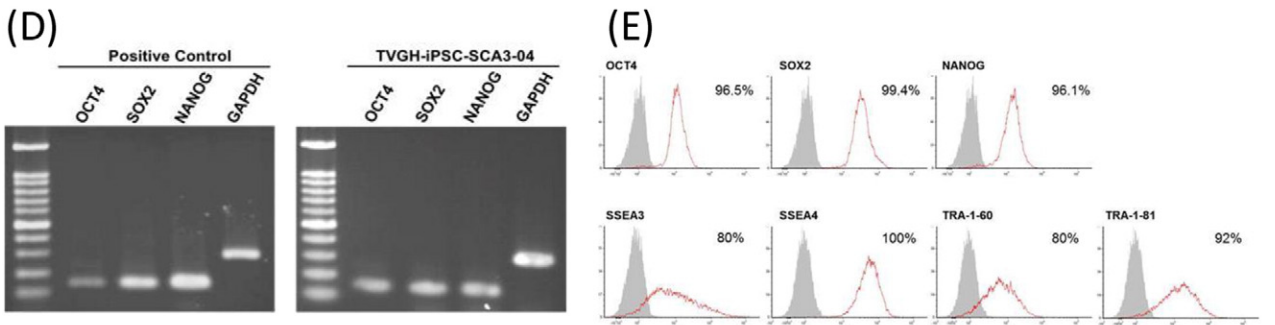 (D)
Positive Control
OCT4 SOX2 NANOG GAPDH
TVGH-iPSC-SCA3-04
OCT4 SOX2 NANOG GAPDH
(E)
OCT4 96.5%
SOX2 99.4%
NANOG 96.1%
SSEA3 80%
SSEA4 100%
TRA-1-60 80%
TRA-1-81 92%